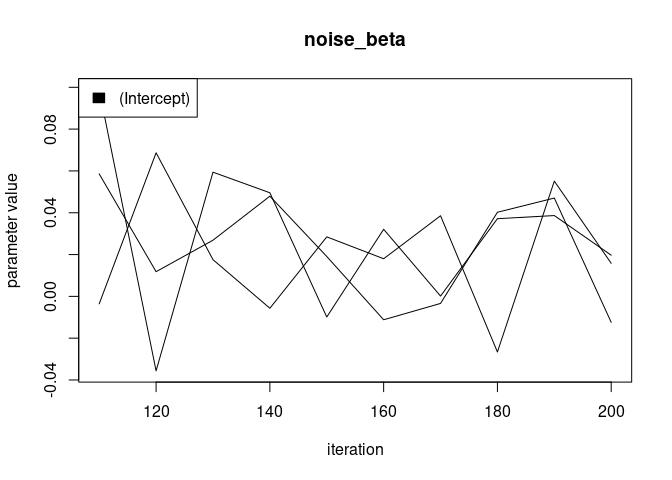 noise_beta
(Intercept)
parameter value
0.08
0.04
0.00
-0.04
120 140 160 180 200
iteration